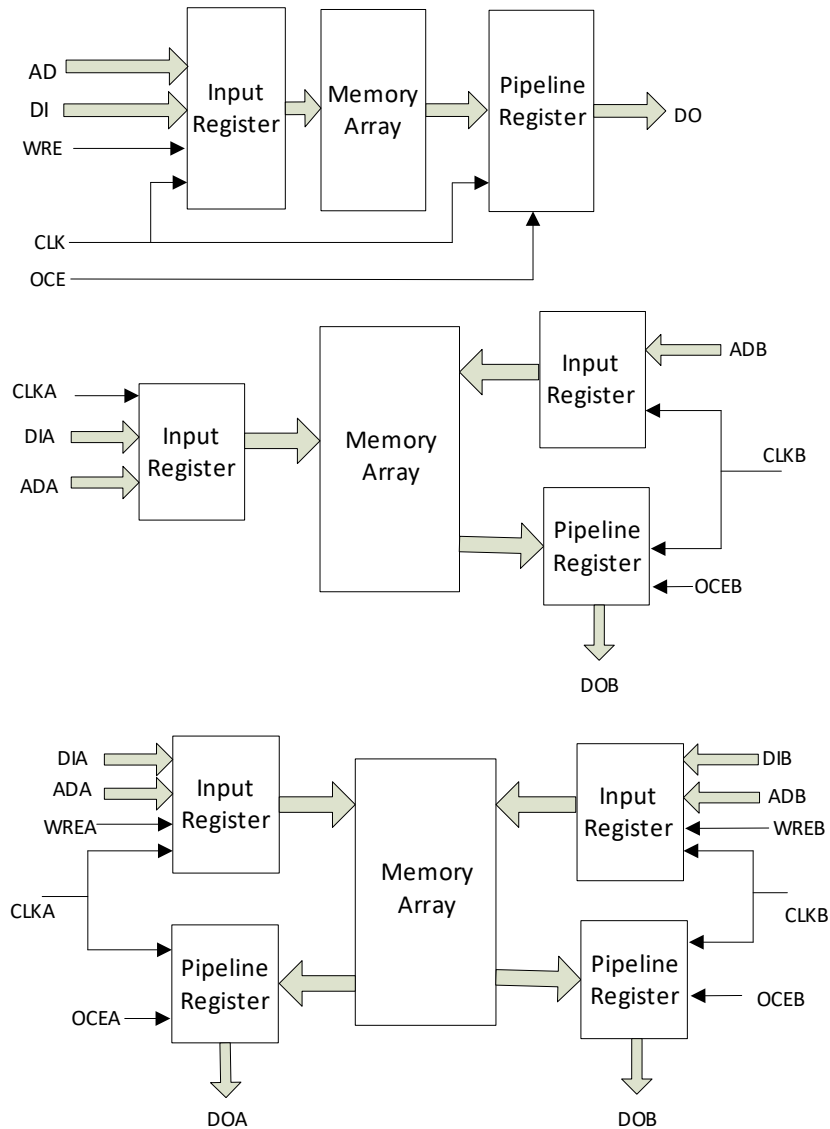 AD
DI
WRE
CLK
OCE
Input
Register
Memory
Array
Pipeline
Register
DO
CLKA
DIA
ADA
Input
Register
Memory
Array
Input
Register
ADB
CLKB
Pipeline
Register
OCEB
DOB
DIA
ADA
WREA
CLKA
OCEA
Input
Register
Pipeline
Register
DOA
Memory
Array
Input
Register
Pipeline
Register
DOB
DIB
ADB
WREB
CLKB
OCEB